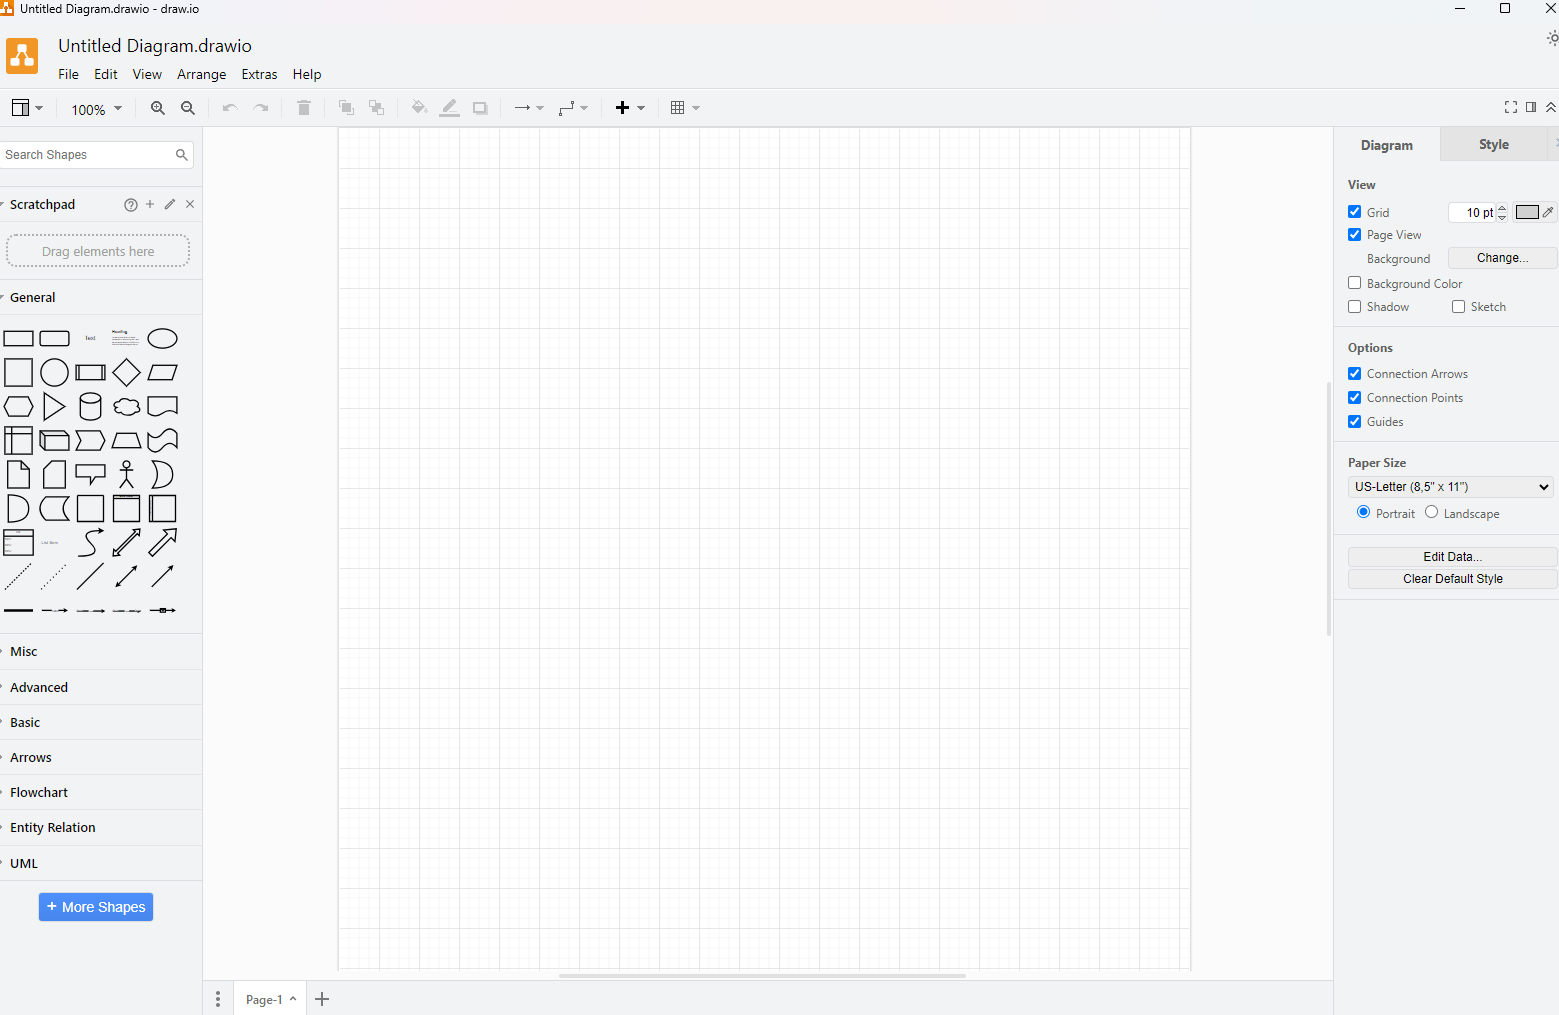 Untitled Diagram.drawio - draw.io
Untitled Diagram.drawio
File Edit View Arrange Extras Help
100%
Search Shapes
Scratchpad
Drag elements here
General
Text
Heading
List Item
Misc
Advanced
Basic
Arrows
Flowchart
Entity Relation
UML
+ More Shapes
Page-1
Diagram Style
View
Grid 10 pt
Page View
Background Change...
Background Color
Shadow Sketch
Options
Connection Arrows
Connection Points
Guides
Paper Size
US-Letter (8,5" x 11")
Portrait Landscape
Edit Data...
Clear Default Style